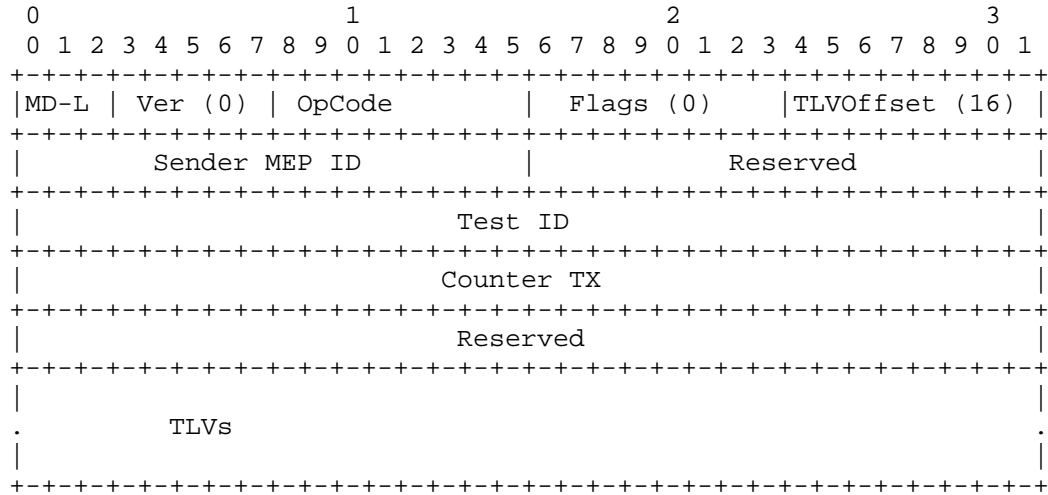 0                   1                   2                   3
 0 1 2 3 4 5 6 7 8 9 0 1 2 3 4 5 6 7 8 9 0 1 2 3 4 5 6 7 8 9 0 1
+-+-+-+-+-+-+-+-+-+-+-+-+-+-+-+-+-+-+-+-+-+-+-+-+-+-+-+-+-+-+-+-+
|MD-L | Ver (0) | OpCode        |  Flags (0)    |TLVOffset (16) |
+-+-+-+-+-+-+-+-+-+-+-+-+-+-+-+-+-+-+-+-+-+-+-+-+-+-+-+-+-+-+-+-+
|        Sender MEP ID          |            Reserved           |
+-+-+-+-+-+-+-+-+-+-+-+-+-+-+-+-+-+-+-+-+-+-+-+-+-+-+-+-+-+-+-+-+
|                           Test ID                             |
+-+-+-+-+-+-+-+-+-+-+-+-+-+-+-+-+-+-+-+-+-+-+-+-+-+-+-+-+-+-+-+-+
|                          Counter TX                           |
+-+-+-+-+-+-+-+-+-+-+-+-+-+-+-+-+-+-+-+-+-+-+-+-+-+-+-+-+-+-+-+-+
|                           Reserved                            |
+-+-+-+-+-+-+-+-+-+-+-+-+-+-+-+-+-+-+-+-+-+-+-+-+-+-+-+-+-+-+-+-+
|                                                               |
.         TLVs                                                  .
|                                                               |
+-+-+-+-+-+-+-+-+-+-+-+-+-+-+-+-+-+-+-+-+-+-+-+-+-+-+-+-+-+-+-+-+